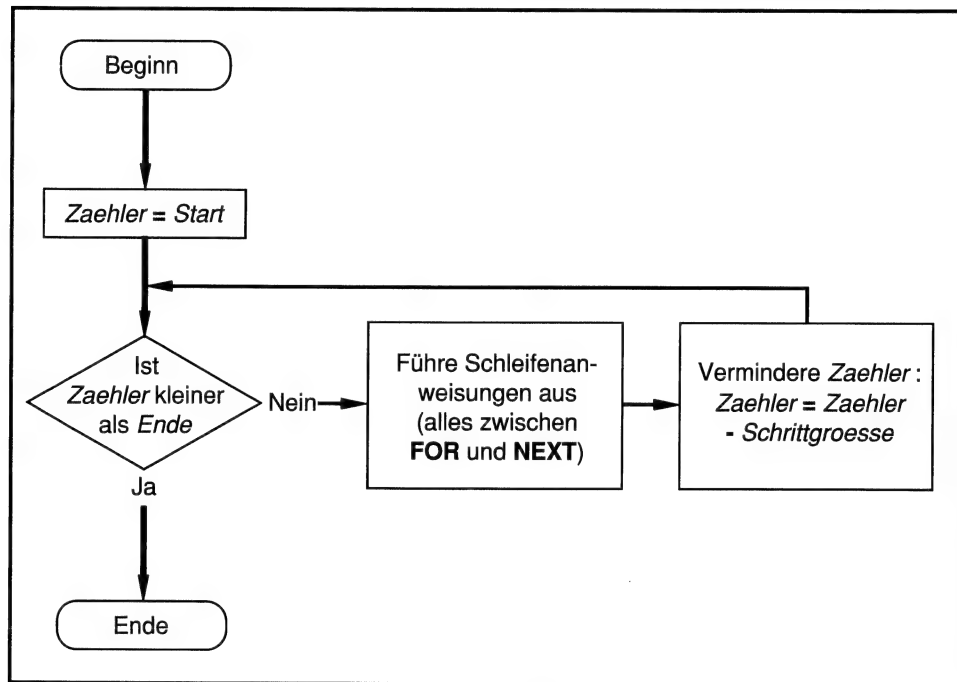 Beginn
Zaehler = Start
Ist
Zaehler kleiner
als Ende
Nein
Führe Schleifenan-
weisungen aus
(alles zwischen
FOR und NEXT)
Vermindere Zaehler :
Zaehler = Zaehler
- Schrittgroesse
Ja
Ende